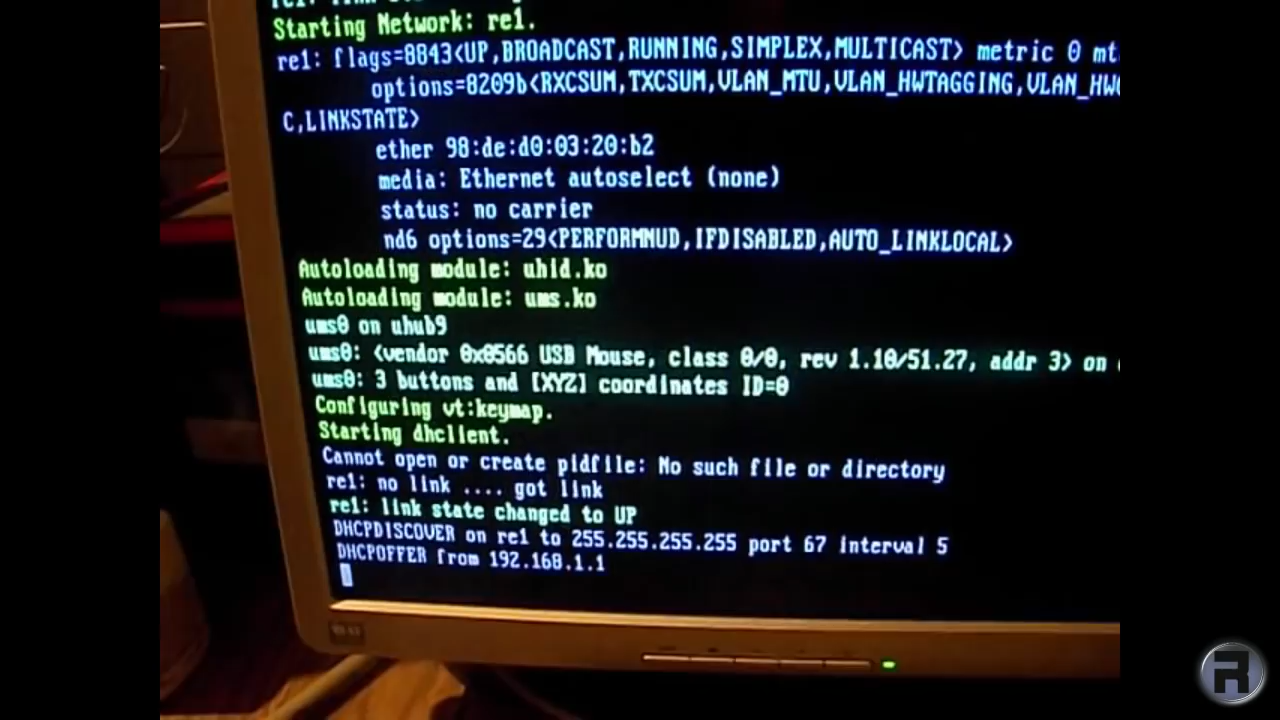 Starting Network: re1.
re1: flags=8843<UP,BROADCAST,RUNNING,SIMPLEX,MULTICAST> metric 0 mt
options=8209b<RXCSUM,TXCSUM,VLAN_MTU,VLAN_HWTAGGING,VLAN_HW
C,LINKSTATE>
ether 98:de:d0:03:20:b2
media: Ethernet autoselect (none)
status: no carrier
nd6 options=29<PERFORMNUD,IFDISABLED,AUTO_LINKLOCAL>
Autoloading module: uhid.ko
Autoloading module: ums.ko
ums0 on uhub9
ums0: <vendor 0x0566 USB Mouse, class 0/0, rev 1.10/51.27, addr 3> on
ums0: 3 buttons and [XYZ] coordinates ID=0
Configuring vt:keymap.
Starting dhclient.
Cannot open or create pidfile: No such file or directory
re1: no link .... got link
re1: link state changed to UP
DHCPDISCOVER on re1 to 255.255.255.255 port 67 interval 5
DHCPOFFER from 192.168.1.1
R